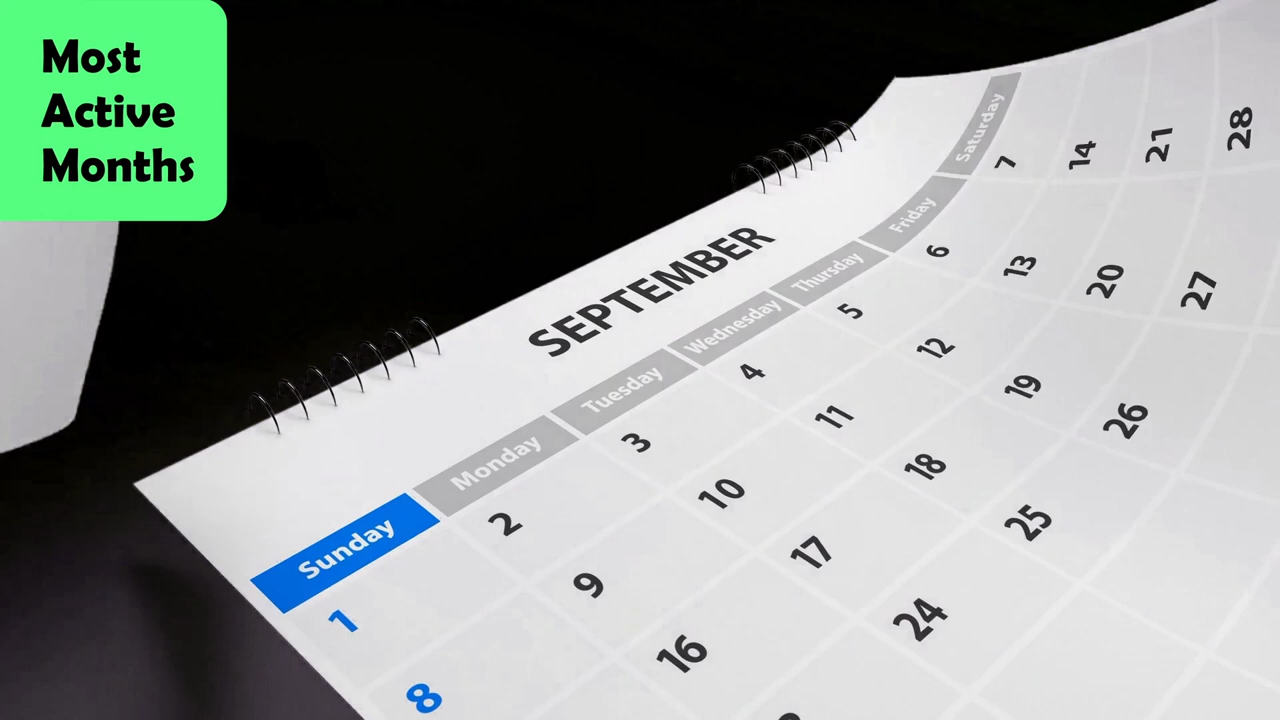 Most
Active
Months
SEPTEMBER
Sunday Monday Tuesday Wednesday Thursday Friday Saturday
1 2 3 4 5 6 7
8 9 10 11 12 13 14
16 17 18 19 20 21
24 25 26 27 28